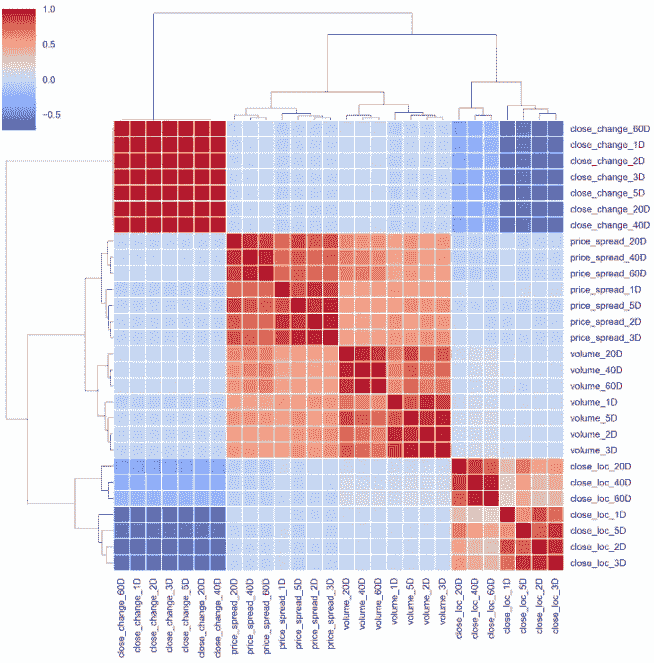 1.0
0.5
0.0
−0.5
close_change_60D
close_change_1D
close_change_2D
close_change_3D
close_change_5D
close_change_20D
close_change_40D
price_spread_20D
price_spread_40D
price_spread_60D
price_spread_1D
price_spread_5D
price_spread_2D
price_spread_3D
volume_20D
volume_40D
volume_60D
volume_1D
volume_5D
volume_2D
volume_3D
close_loc_20D
close_loc_40D
close_loc_60D
close_loc_1D
close_loc_5D
close_loc_2D
close_loc_3D
close_change_60D
close_change_1D
close_change_2D
close_change_3D
close_change_5D
close_change_20D
close_change_40D
price_spread_20D
price_spread_40D
price_spread_60D
price_spread_1D
price_spread_5D
price_spread_2D
price_spread_3D
volume_20D
volume_40D
volume_60D
volume_1D
volume_5D
volume_2D
volume_3D
close_loc_20D
close_loc_40D
close_loc_60D
close_loc_1D
close_loc_5D
close_loc_2D
close_loc_3D